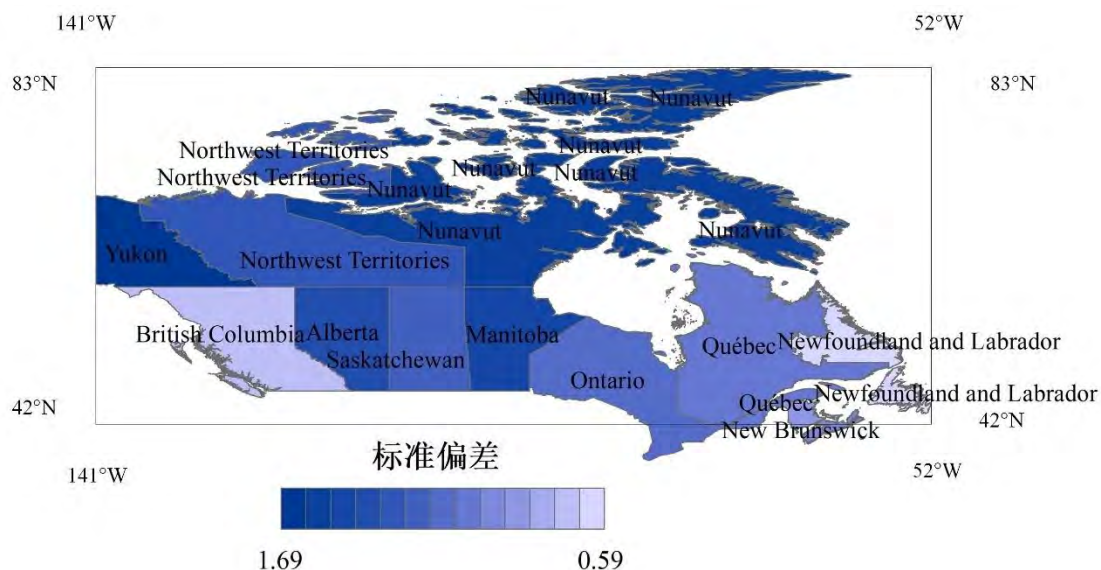 141°W 52°W
83°N 83°N
Nunavut Nunavut
Nunavut
Northwest Territories
Nunavut Nunavut
Northwest Territories
Nunavut
Nunavut Nunavut
Yukon Northwest Territories
British Columbia Alberta Manitoba
Québec Newfoundland and Labrador
Saskatchewan
Ontario
Newfoundland and Labrador
Québec
42°N 42°N
New Brunswick
标准偏差
141°W 52°W
1.69 0.59